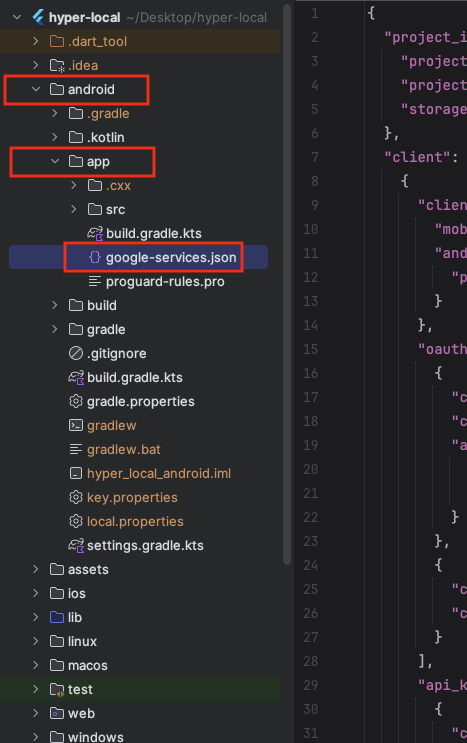 hyper-local ~/Desktop/hyper-local
.dart_tool
.idea
android
.gradle
.kotlin
app
.cxx
src
build.gradle.kts
google-services.json
proguard-rules.pro
build
gradle
.gitignore
build.gradle.kts
gradle.properties
gradlew
gradlew.bat
hyper_local_android.iml
key.properties
local.properties
settings.gradle.kts
assets
ios
lib
linux
macos
test
web
windows
1 {
2 "project_i
3 "project
4 "project
5 "storage
6 },
7 "client":
8 {
9 "clien
10 "mob
11 "and
12 "p
13 }
14 },
15 "oauth
16 {
17 "c
18 "c
19 "a
20
21
22 }
23 },
24 {
25 "c
26 "c
27 }
28 ],
29 "api_k
30 {
31 "c